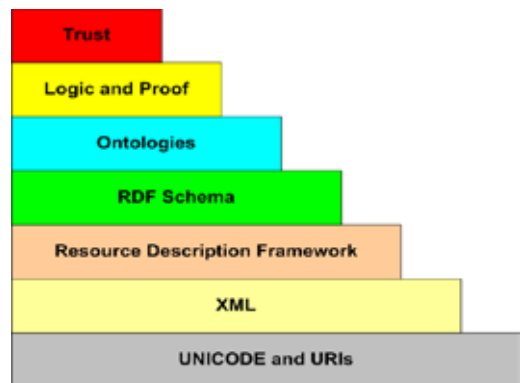 Trust
Logic and Proof
Ontologies
RDF Schema
Resource Description Framework
XML
UNICODE and URIs